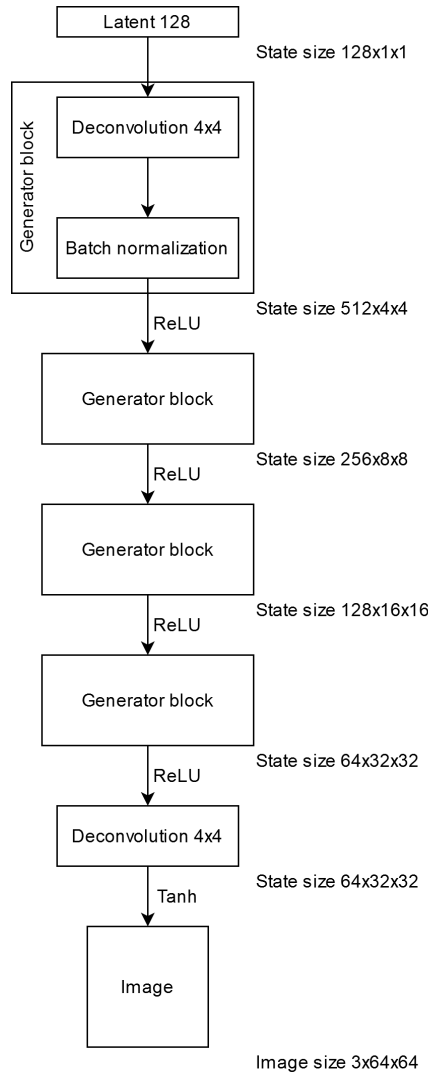 Latent 128
State size 128x1x1
Generator block
Deconvolution 4x4
Batch normalization
State size 512x4x4
ReLU
Generator block
State size 256x8x8
ReLU
Generator block
State size 128x16x16
ReLU
Generator block
State size 64x32x32
ReLU
Deconvolution 4x4
State size 64x32x32
Tanh
Image
Image size 3x64x64